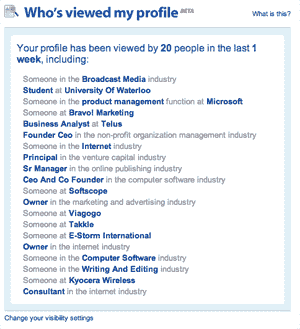 Who's viewed my profile BETA
What is this?
Your profile has been viewed by 20 people in the last 1
week, including:
Someone in the Broadcast Media industry
Student at University Of Waterloo
Someone in the product management function at Microsoft
Someone at Bravo! Marketing
Business Analyst at Telus
Founder Ceo in the non-profit organization management industry
Someone in the Internet industry
Principal in the venture capital industry
Sr Manager in the online publishing industry
Ceo And Co Founder in the computer software industry
Someone at Softscope
Owner in the marketing and advertising industry
Someone at Viagogo
Someone at Takkle
Someone at E-Storm International
Owner in the internet industry
Someone in the Computer Software industry
Someone in the Writing And Editing industry
Someone at Kyocera Wireless
Consultant in the internet industry
Change your visibility settings